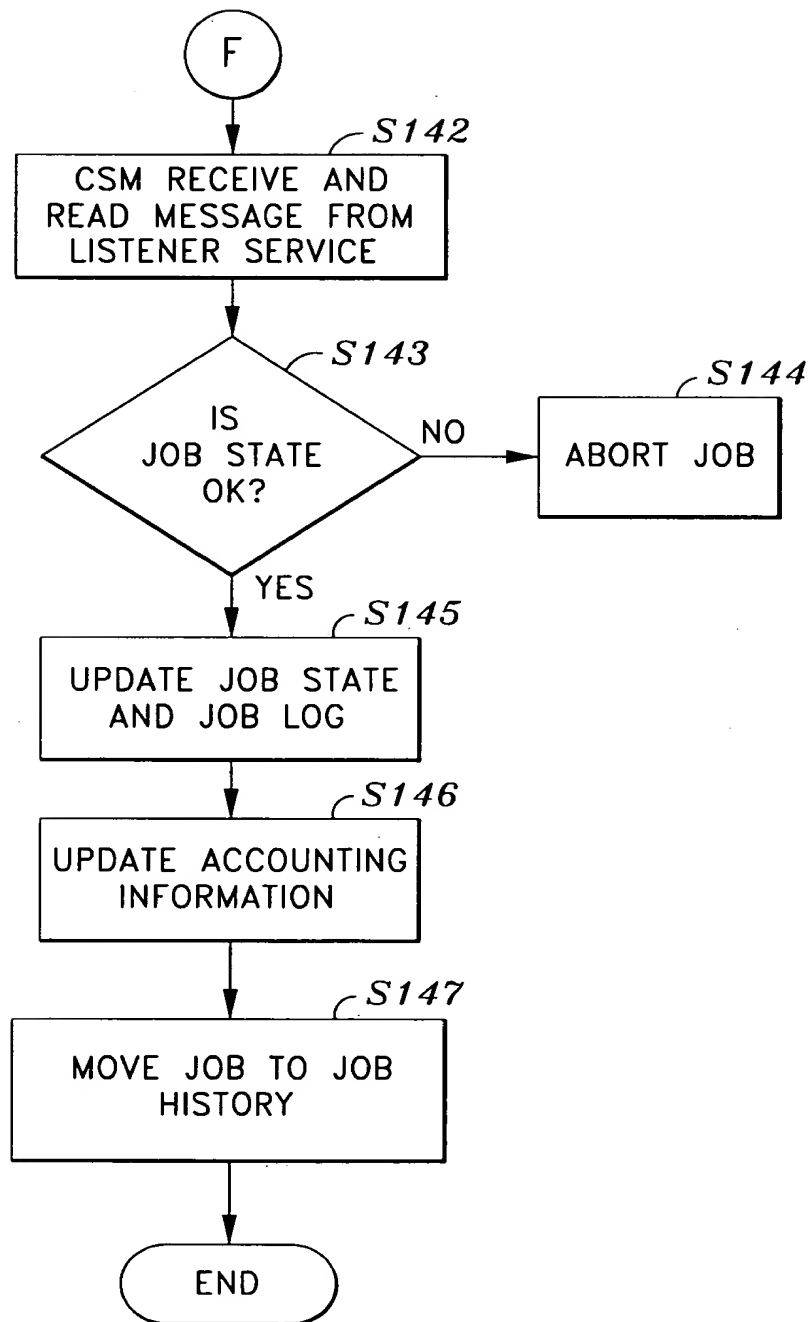 F
S142
CSM RECEIVE AND
READ MESSAGE FROM
LISTENER SERVICE
S143
IS
JOB STATE
OK?
NO
S144
ABORT JOB
YES
S145
UPDATE JOB STATE
AND JOB LOG
S146
UPDATE ACCOUNTING
INFORMATION
S147
MOVE JOB TO JOB
HISTORY
END